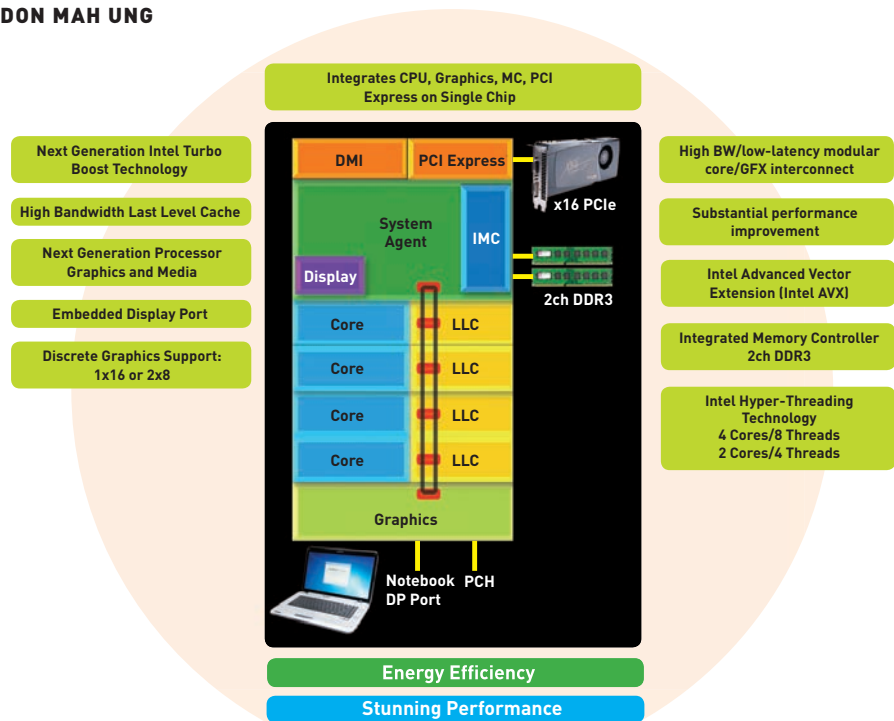 DON MAH UNG
Integrates CPU, Graphics, MC, PCI
Express on Single Chip
Next Generation Intel Turbo
Boost Technology
High Bandwidth Last Level Cache
Next Generation Processor
Graphics and Media
Embedded Display Port
Discrete Graphics Support:
1x16 or 2x8
DMI
PCI Express
x16 PCIe
System
Agent
IMC
Display
2ch DDR3
Core
LLC
Core
LLC
Core
LLC
Core
LLC
Graphics
Notebook
DP Port
PCH
High BW/low-latency modular
core/GFX interconnect
Substantial performance
improvement
Intel Advanced Vector
Extension (Intel AVX)
Integrated Memory Controller
2ch DDR3
Intel Hyper-Threading
Technology
4 Cores/8 Threads
2 Cores/4 Threads
Energy Efficiency
Stunning Performance